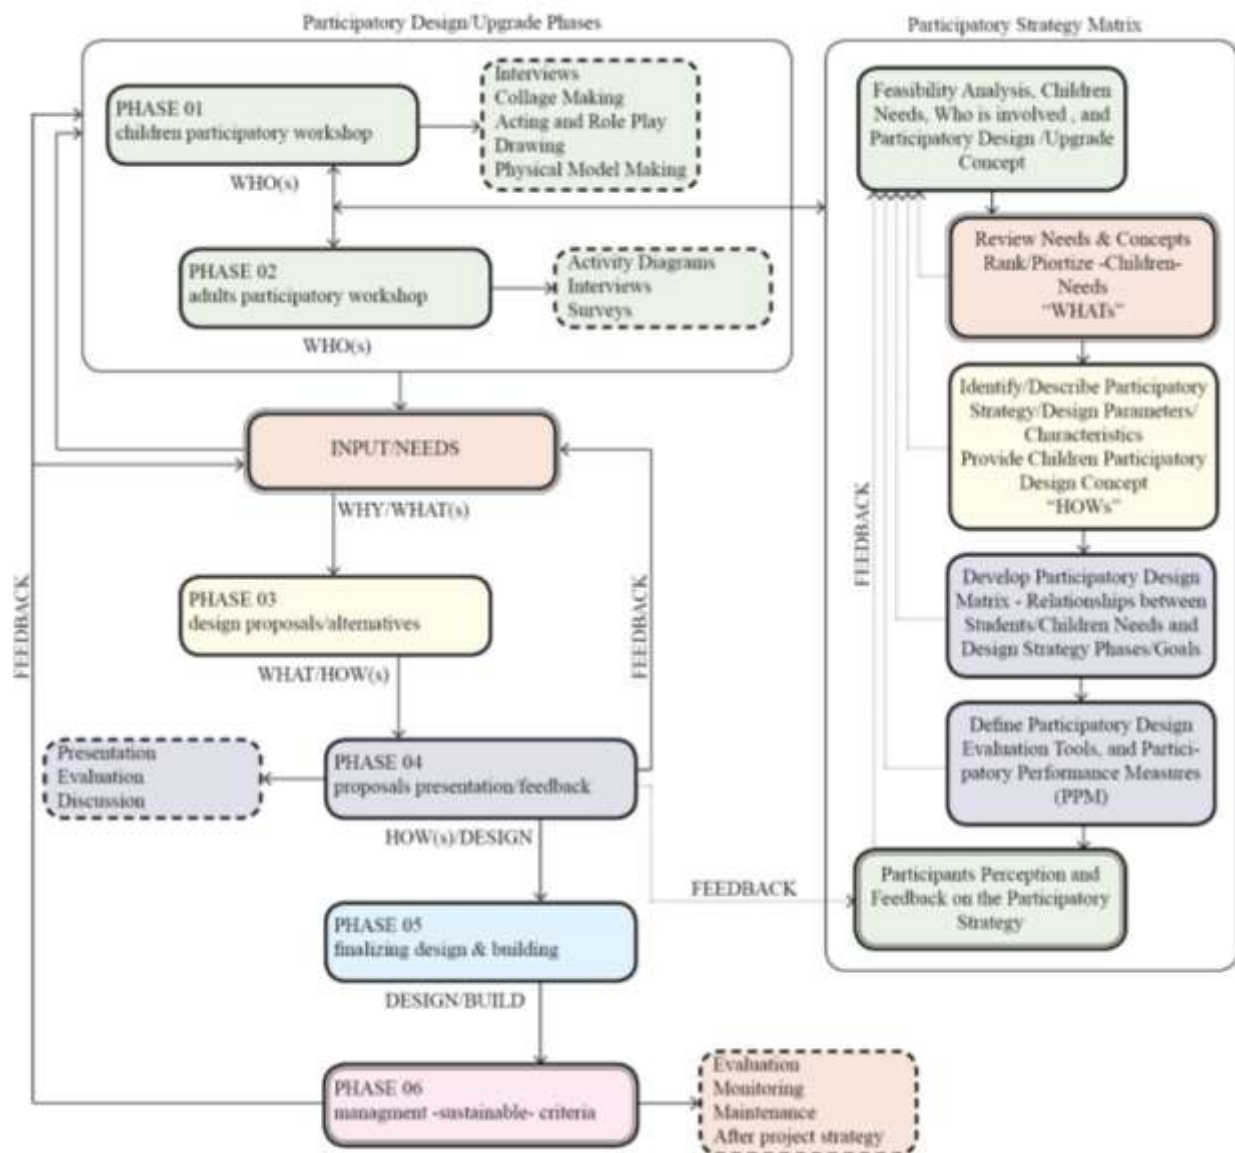 Participatory Design/Upgrade Phases
PHASE 01
children participatory workshop
Interviews
Collage Making
Acting and Role Play
Drawing
Physical Model Making
WHO(s)
PHASE 02
adults participatory workshop
Activity Diagrams
Interviews
Surveys
WHO(s)
INPUT/NEEDS
WHY/WHAT(s)
PHASE 03
design proposals/alternatives
WHAT/HOW(s)
FEEDBACK
FEEDBACK
Presentation
Evaluation
Discussion
PHASE 04
proposals presentation/feedback
HOW(s)/DESIGN
FEEDBACK
PHASE 05
finalizing design & building
DESIGN/BUILD
PHASE 06
managment -sustainable- criteria
Evaluation
Monitoring
Maintenance
After project strategy
Participatory Strategy Matrix
Feasibility Analysis, Children
Needs, Who is involved , and
Participatory Design /Upgrade
Concept
Review Needs & Concepts
Rank/Piortize -Children-
Needs
“WHATs”
Identify/Describe Participatory
Strategy/Design Parameters/
Characteristics
Provide Children Participatory
Design Concept
“HOWs”
FEEDBACK
Develop Participatory Design
Matrix - Relationships between
Students/Children Needs and
Design Strategy Phases/Goals
Define Participatory Design
Evaluation Tools, and Partici-
patory Performance Measures
(PPM)
Participants Perception and
Feedback on the Participatory
Strategy